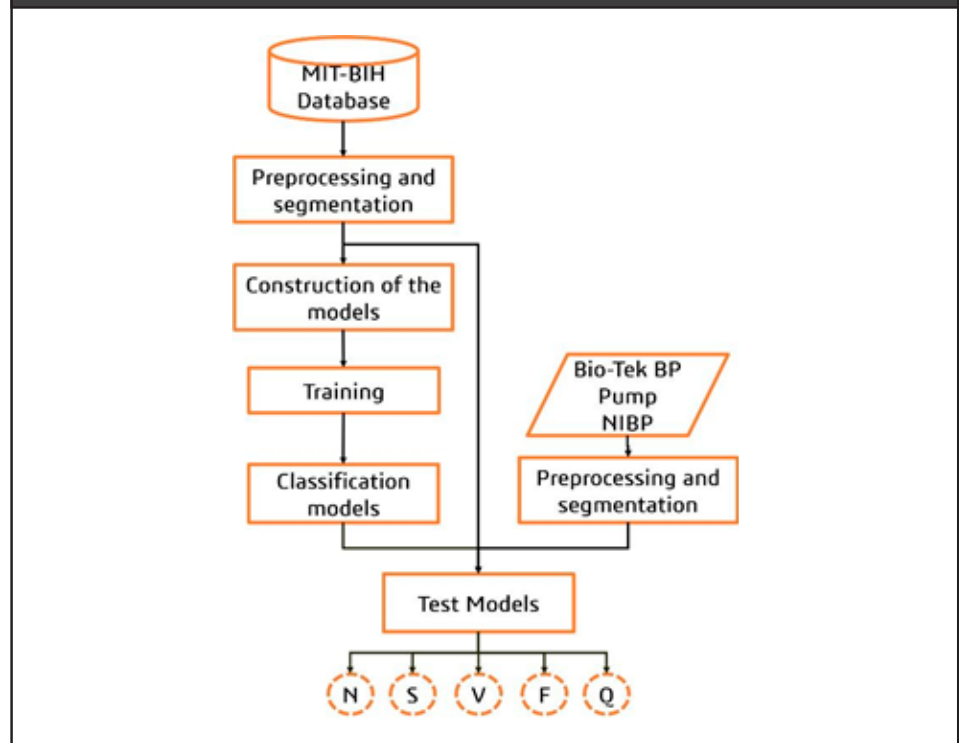 MIT-BIH
Database
Preprocessing and
segmentation
Construction of the
models
Training
Classification
models
Bio-Tek BP
Pump
NIBP
Preprocessing and
segmentation
Test Models
N
S
V
F
Q